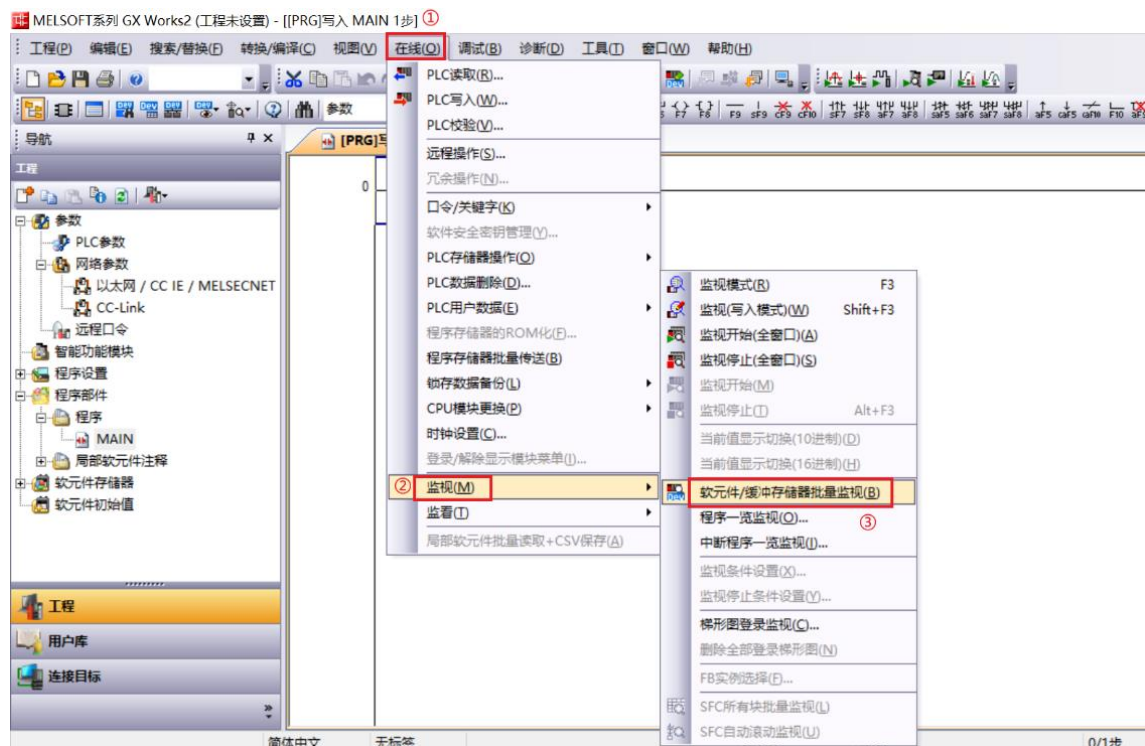 MELSOFT系列 GX Works2 (工程未设置) - [[PRG]写入 MAIN 1步] ①
工程(P) 编辑(E) 搜索/替换(F) 转换/编译(C) 视图(V) 在线(O) 调试(B) 诊断(D) 工具(T) 窗口(W) 帮助(H)
参数
导航
[PRG]写
工程
0
参数
PLC参数
网络参数
以太网 / CC IE / MELSECNET
CC-Link
远程口令
智能功能模块
程序设置
程序部件
程序
MAIN
局部软元件注释
软元件存储器
软元件初始值
工程
用户库
连接目标
PLC读取(R)...
PLC写入(W)...
PLC校验(V)...
远程操作(S)...
冗余操作(N)...
口令/关键字(K)
软件安全密钥管理(Y)...
PLC存储器操作(O)
PLC数据删除(D)...
PLC用户数据(E)
程序存储器的ROM化(F)...
程序存储器批量传送(B)
锁存数据备份(L)
CPU模块更换(P)
时钟设置(C)...
登录/解除显示模块菜单(I)...
② 监视(M)
监看(T)
局部软元件批量读取+CSV保存(A)
监视模式(R) F3
监视(写入模式)(W) Shift+F3
监视开始(全窗口)(A)
监视停止(全窗口)(S)
监视开始(M)
监视停止(T) Alt+F3
当前值显示切换(10进制)(D)
当前值显示切换(16进制)(H)
软元件/缓冲存储器批量监视(B)
程序一览监视(O)...
③
中断程序一览监视(I)...
监视条件设置(X)...
监视停止条件设置(Y)...
梯形图登录监视(C)...
删除全部登录梯形图(N)
FB实例选择(F)...
SFC所有块批量监视(L)
SFC自动滚动监视(U)
简体中文 无标签 0/1步